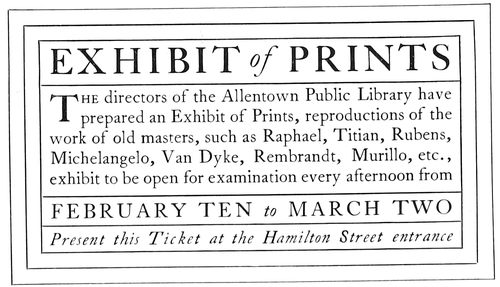 EXHIBIT of PRINTS
THE directors of the Allentown Public Library have
prepared an Exhibit of Prints, reproductions of the
work of old masters, such as Raphael, Titian, Rubens,
Michelangelo, Van Dyke, Rembrandt, Murillo, etc.,
exhibit to be open for examination every afternoon from
FEBRUARY TEN to MARCH TWO
Present this Ticket at the Hamilton Street entrance